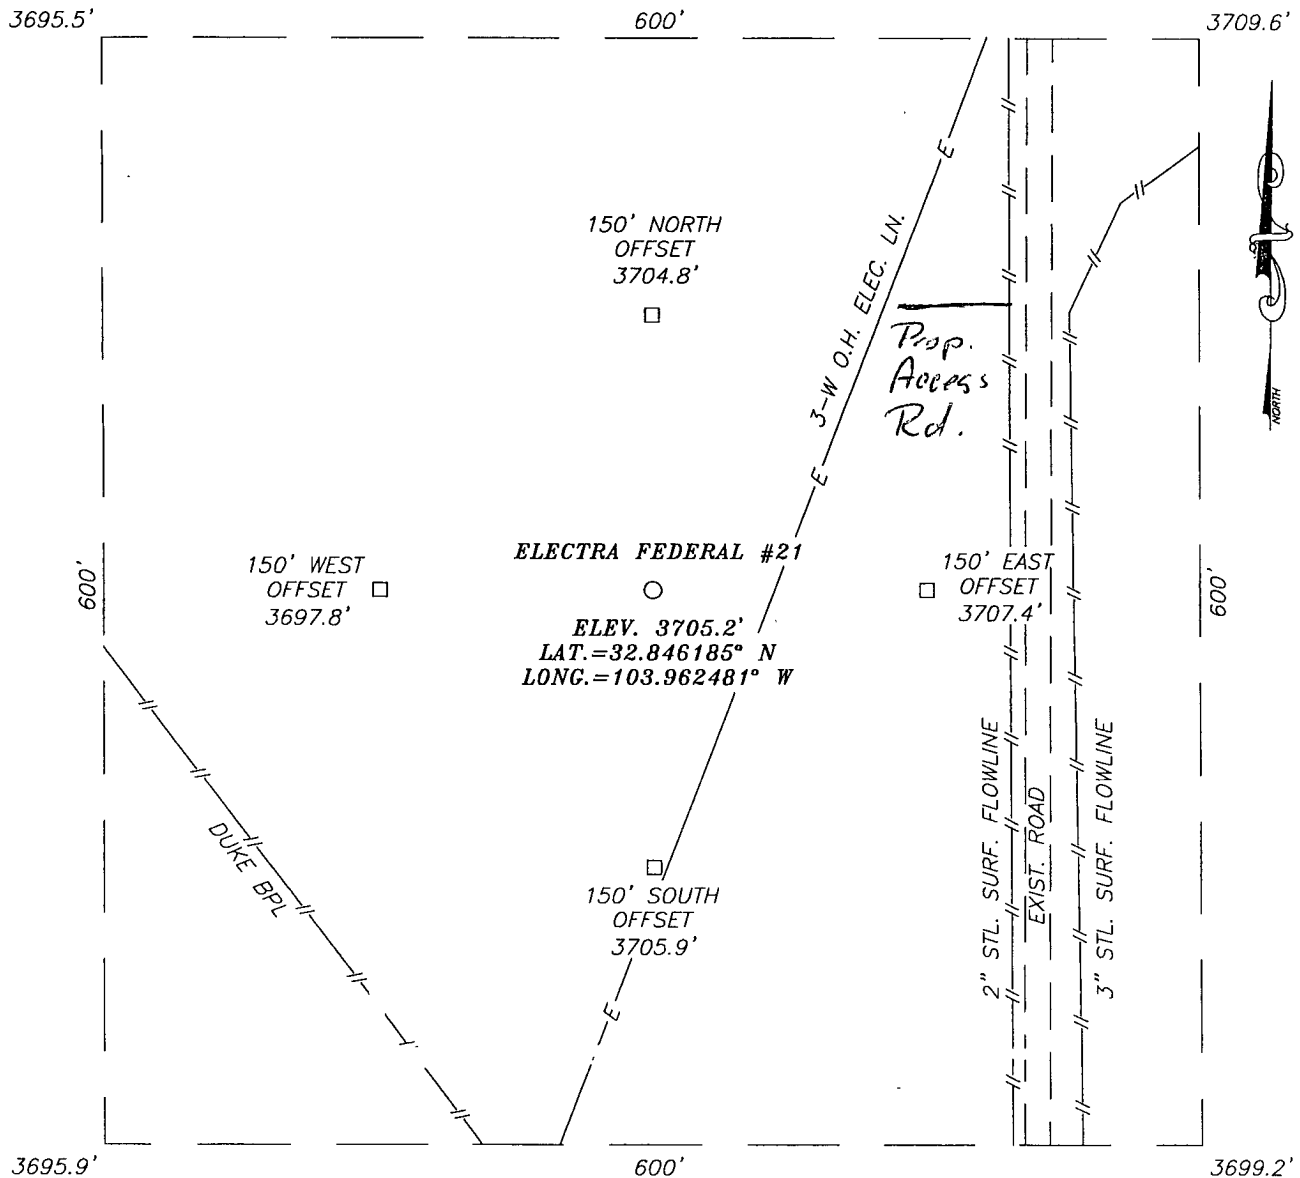 3695.5'
600'
3709.6'
150' NORTH
OFFSET
3704.8'
3-W O.H. ELEC. LN.
E
E
E
Prop.
Access
Rd.
NORTH
600'
150' WEST
OFFSET
3697.8'
ELECTRA FEDERAL #21
ELEV. 3705.2'
LAT.=32.846185° N
LONG.=103.962481° W
150' EAST
OFFSET
3707.4'
600'
DUKE BPL
150' SOUTH
OFFSET
3705.9'
2" STL. SURF. FLOWLINE
EXIST. ROAD
3" STL. SURF. FLOWLINE
3695.9'
600'
3699.2'